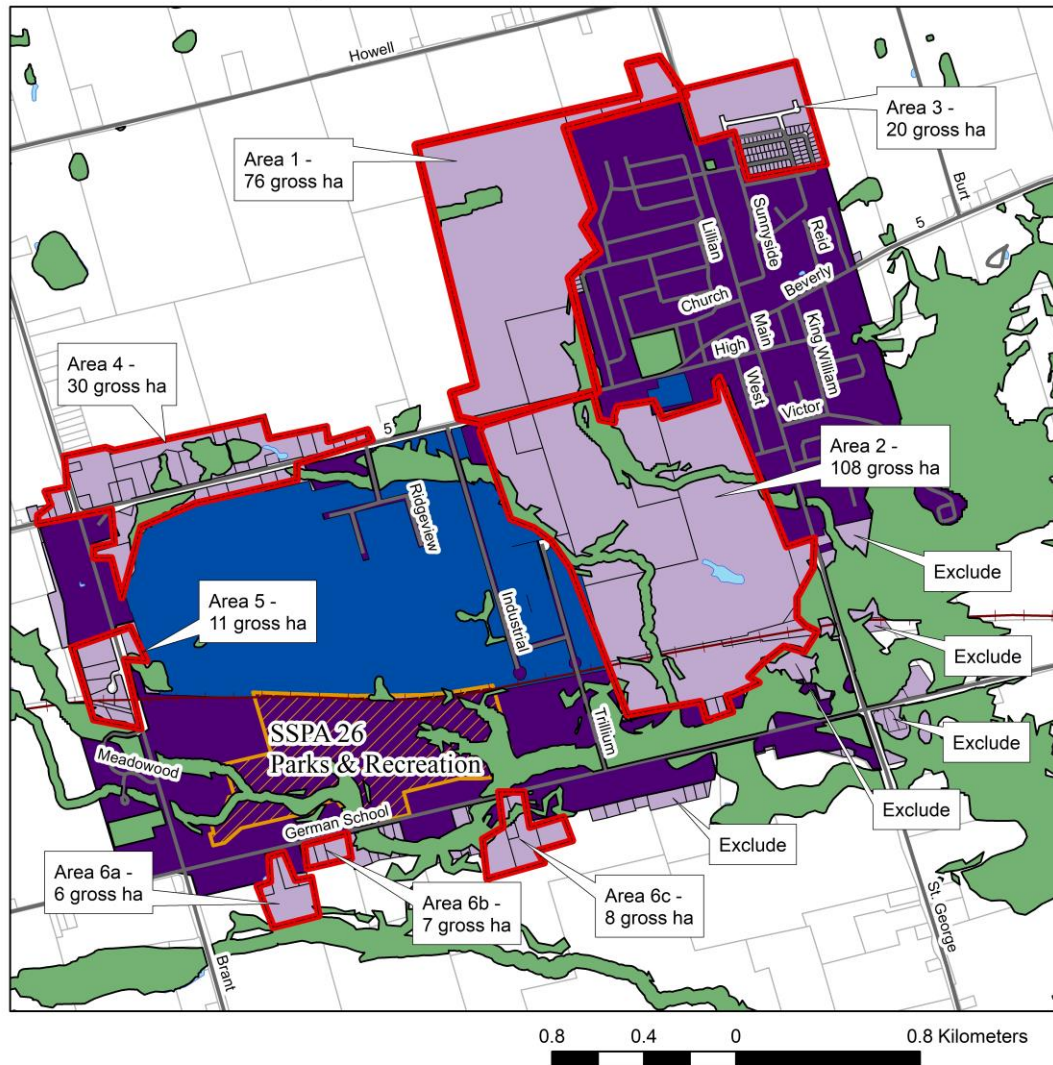 Howell
Area 3 -
20 gross ha
Area 1 -
76 gross ha
Burt
5
Lillian
Sunnyside
Reid
Beverly
Church
Main
High
King William
West
Victor
Area 4 -
30 gross ha
5
Area 2 -
108 gross ha
Ridgeview
Exclude
Area 5 -
11 gross ha
Industrial
Exclude
SSPA 26
Parks & Recreation
Trillium
Exclude
Meadowood
German School
Exclude
Exclude
Area 6a -
6 gross ha
Area 6b -
7 gross ha
Area 6c -
8 gross ha
St. George
Brant
0.8 0.4 0 0.8 Kilometers